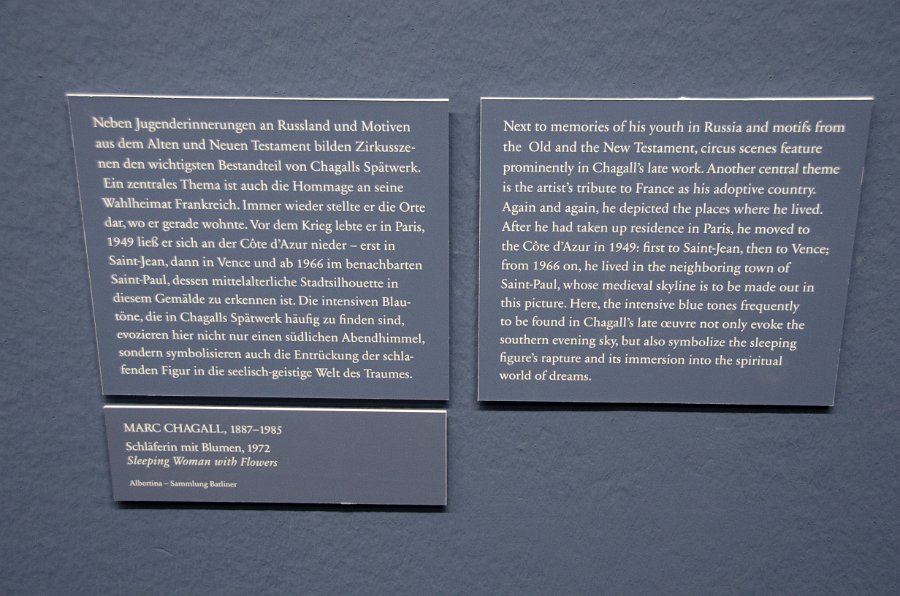 Neben Jugenderinnerungen an Russland und Motiven
aus dem Alten und Neuen Testament bilden Zirkussze-
nen den wichtigsten Bestandteil von Chagalls Spätwerk.
Ein zentrales Thema ist auch die Hommage an seine
Wahlheimat Frankreich. Immer wieder stellte er die Orte
dar, wo er gerade wohnte. Vor dem Krieg lebte er in Paris,
1949 ließ er sich an der Côte d'Azur nieder – erst in
Saint-Jean, dann in Vence und ab 1966 im benachbarten
Saint-Paul, dessen mittelalterliche Stadtsilhouette in
diesem Gemälde zu erkennen ist. Die intensiven Blau-
töne, die in Chagalls Spätwerk häufig zu finden sind,
evozieren hier nicht nur einen südlichen Abendhimmel,
sondern symbolisieren auch die Entrückung der schla-
fenden Figur in die seelisch-geistige Welt des Traumes.
MARC CHAGALL, 1887–1985
Schläferin mit Blumen, 1972
Sleeping Woman with Flowers
Albertina – Sammlung Batliner
Next to memories of his youth in Russia and motifs from
the Old and the New Testament, circus scenes feature
prominently in Chagall's late work. Another central theme
is the artist's tribute to France as his adoptive country.
Again and again, he depicted the places where he lived.
After he had taken up residence in Paris, he moved to
the Côte d'Azur in 1949: first to Saint-Jean, then to Vence;
from 1966 on, he lived in the neighboring town of
Saint-Paul, whose medieval skyline is to be made out in
this picture. Here, the intensive blue tones frequently
to be found in Chagall's late œuvre not only evoke the
southern evening sky, but also symbolize the sleeping
figure's rapture and its immersion into the spiritual
world of dreams.